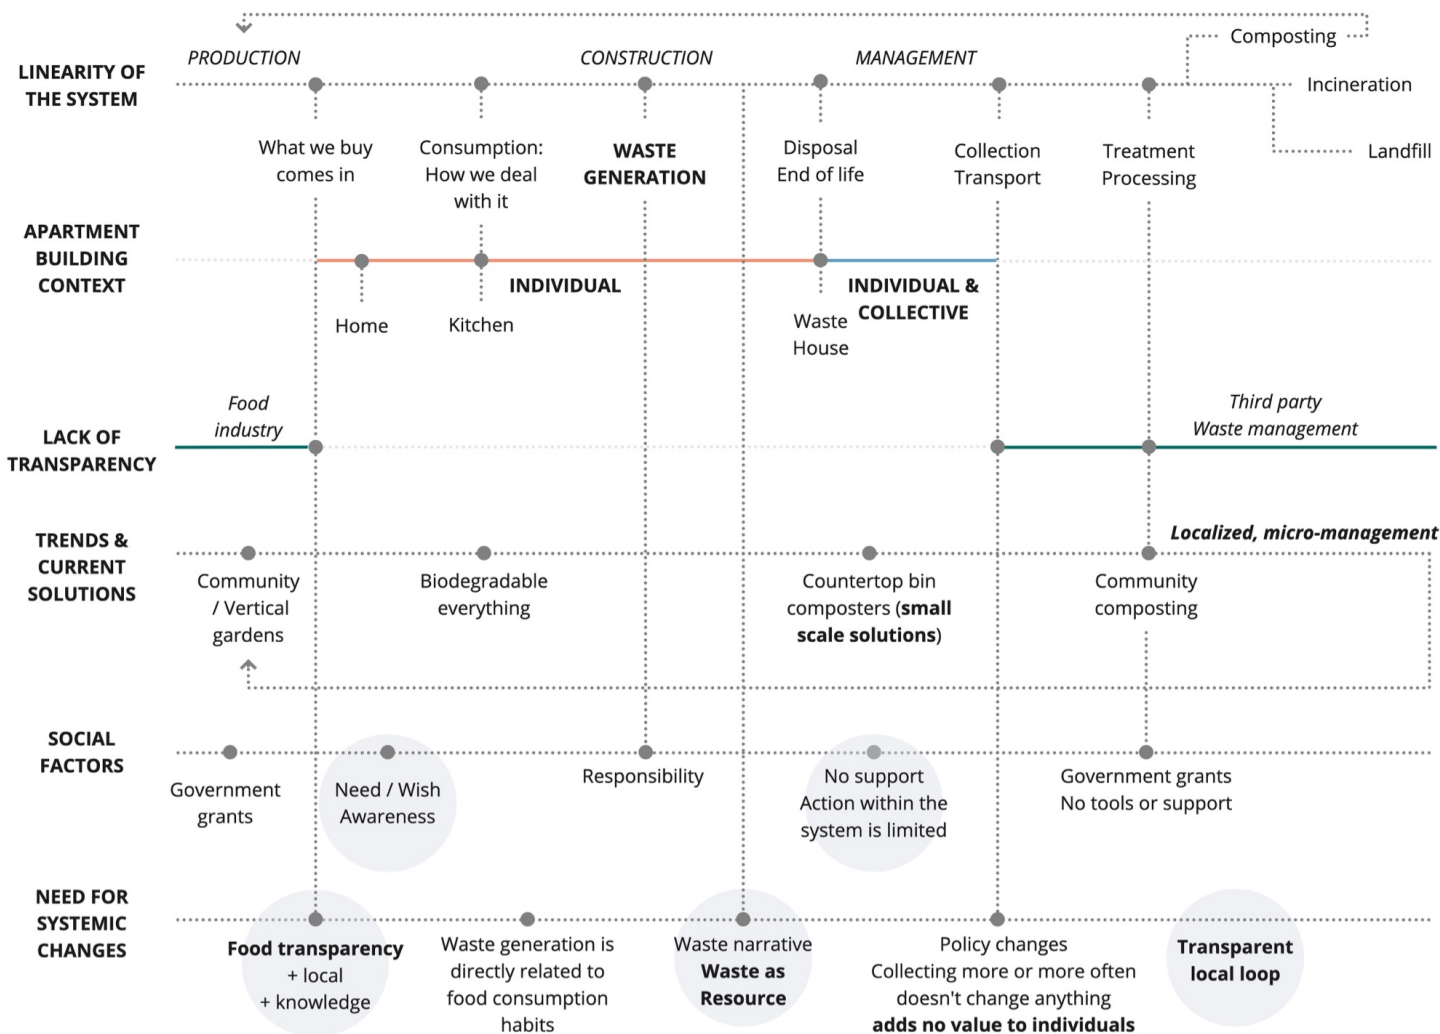 Composting
PRODUCTION
CONSTRUCTION
MANAGEMENT
LINEARITY OF
THE SYSTEM
Incineration
Landfill
What we buy
comes in
Consumption:
How we deal
with it
WASTE
GENERATION
Disposal
End of life
Collection
Transport
Treatment
Processing
APARTMENT
BUILDING
CONTEXT
INDIVIDUAL
INDIVIDUAL &
COLLECTIVE
Home
Kitchen
Waste
House
Food
industry
Third party
Waste management
LACK OF
TRANSPARENCY
Localized, micro-management
TRENDS &
CURRENT
SOLUTIONS
Community
/ Vertical
gardens
Biodegradable
everything
Countertop bin
composters (small
scale solutions)
Community
composting
SOCIAL
FACTORS
Government
grants
Need / Wish
Awareness
Responsibility
No support
Action within the
system is limited
Government grants
No tools or support
NEED FOR
SYSTEMIC
CHANGES
Food transparency
+ local
+ knowledge
Waste generation is
directly related to
food consumption
habits
Waste narrative
Waste as
Resource
Policy changes
Collecting more or more often
doesn't change anything
adds no value to individuals
Transparent
local loop